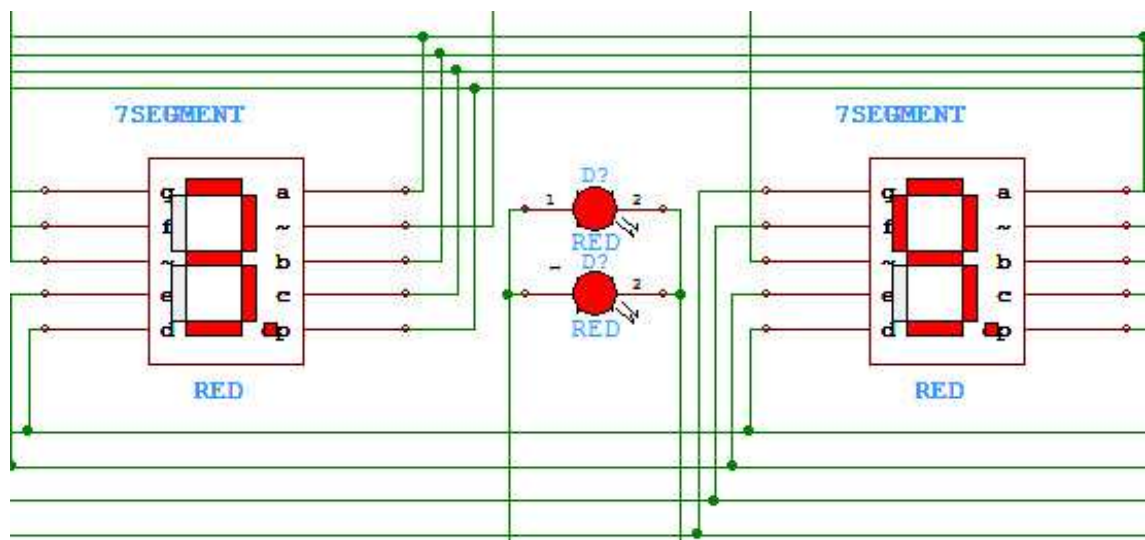 7SEGMENT
g a
f ~
~ b
e c
d p
RED
D?
1 2
RED
D?
2
RED
7SEGMENT
g a
f ~
~ b
e c
d p
RED